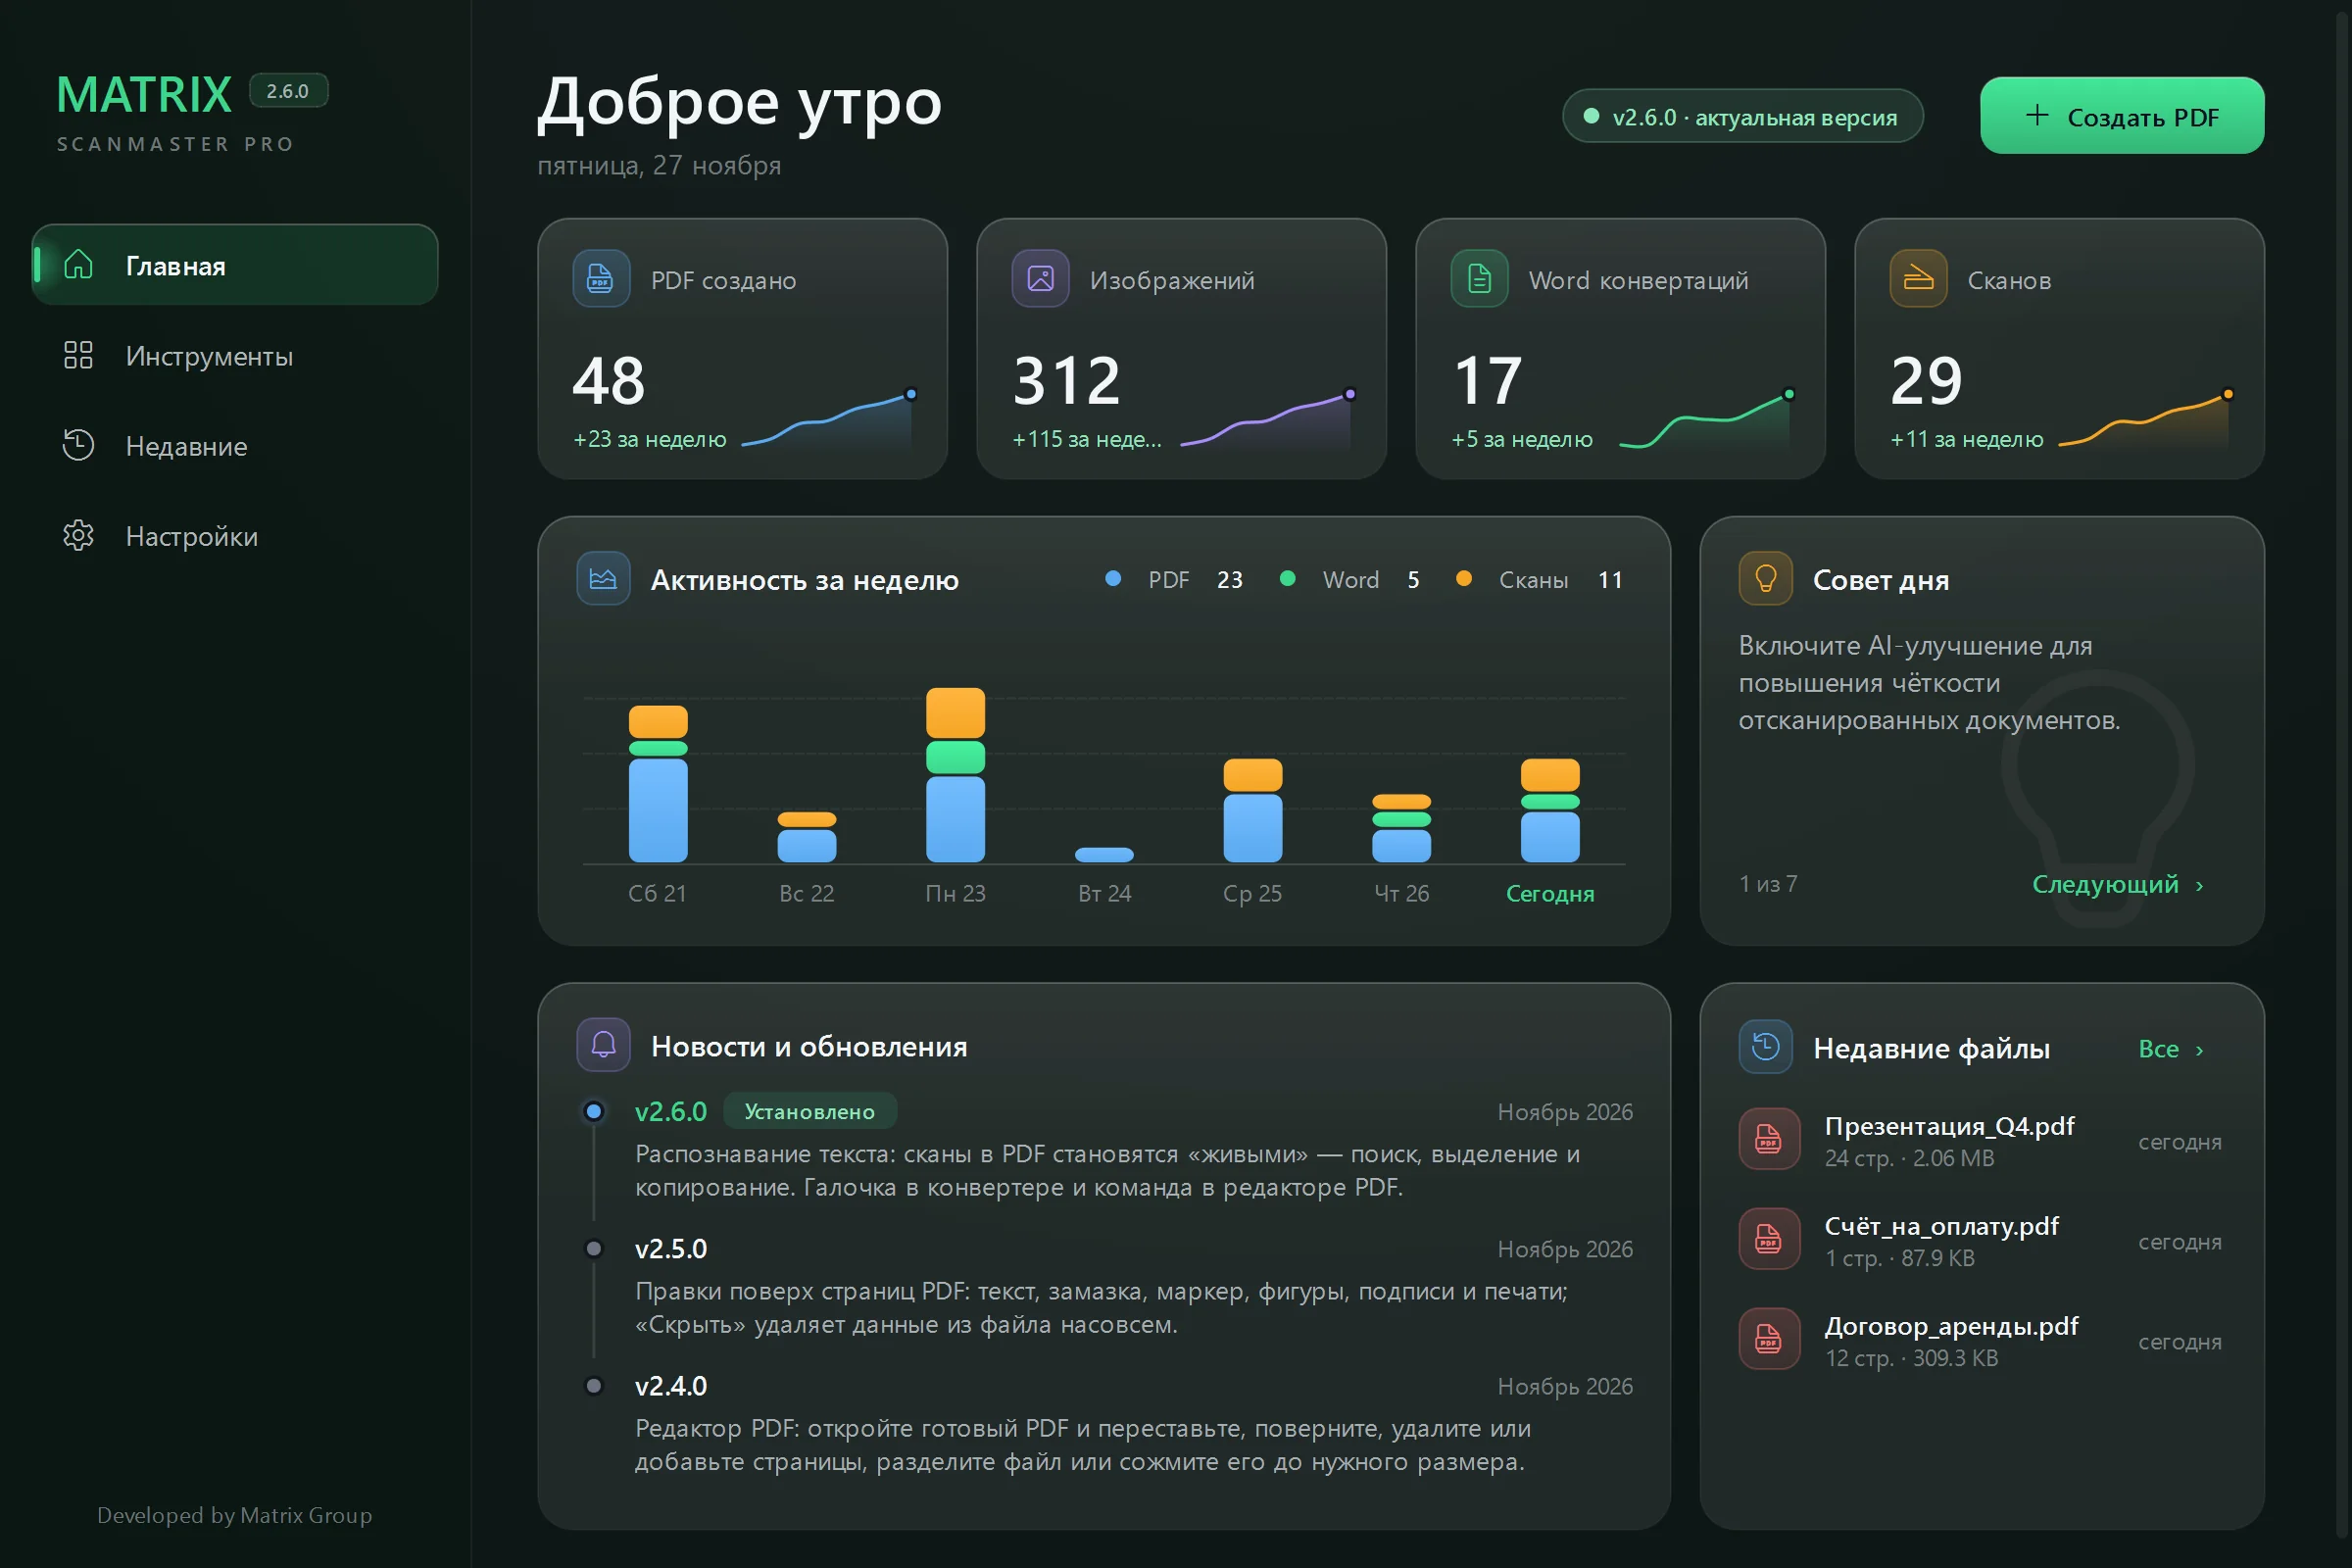 MATRIX 2.6.0
SCANMASTER PRO
Главная
Инструменты
Недавние
Настройки
Developed by Matrix Group
Доброе утро
пятница, 27 ноября
v2.6.0 · актуальная версия
+ Создать PDF
PDF создано
48
+23 за неделю
Изображений
312
+115 за неде...
Word конвертаций
17
+5 за неделю
Сканов
29
+11 за неделю
Активность за неделю
PDF 23 Word 5 Сканы 11
Сб 21 Вс 22 Пн 23 Вт 24 Ср 25 Чт 26 Сегодня
Совет дня
Включите AI-улучшение для
повышения чёткости
отсканированных документов.
1 из 7 Следующий ›
Новости и обновления
v2.6.0 Установлено Ноябрь 2026
Распознавание текста: сканы в PDF становятся «живыми» — поиск, выделение и
копирование. Галочка в конвертере и команда в редакторе PDF.
v2.5.0 Ноябрь 2026
Правки поверх страниц PDF: текст, замазка, маркер, фигуры, подписи и печати;
«Скрыть» удаляет данные из файла насовсем.
v2.4.0 Ноябрь 2026
Редактор PDF: откройте готовый PDF и переставьте, поверните, удалите или
добавьте страницы, разделите файл или сожмите его до нужного размера.
Недавние файлы Все ›
Презентация_Q4.pdf
24 стр. · 2.06 MB
сегодня
Счёт_на_оплату.pdf
1 стр. · 87.9 KB
сегодня
Договор_аренды.pdf
12 стр. · 309.3 KB
сегодня